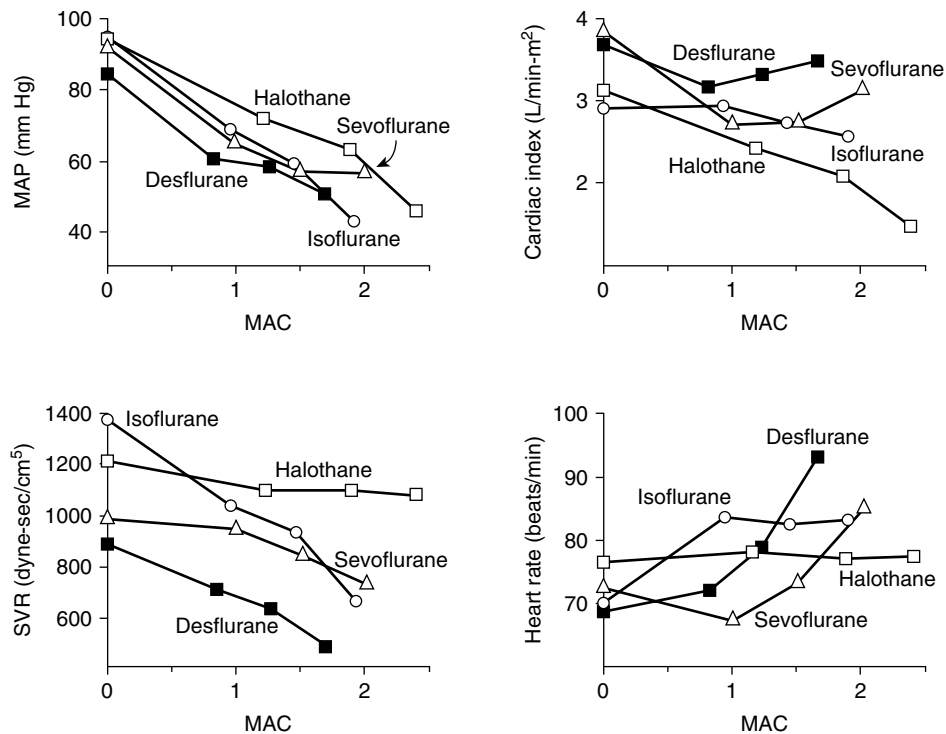 MAP (mm Hg)
100
80
60
40
Halothane
Sevoflurane
Desflurane
Isoflurane
0
1
2
MAC
Cardiac index (L/min-m²)
4
3
2
Desflurane
Sevoflurane
Isoflurane
Halothane
0
1
2
MAC
SVR (dyne-sec/cm⁵)
1400
1200
1000
800
600
Isoflurane
Halothane
Sevoflurane
Desflurane
0
1
2
MAC
Heart rate (beats/min)
100
90
80
70
Desflurane
Isoflurane
Halothane
Sevoflurane
0
1
2
MAC